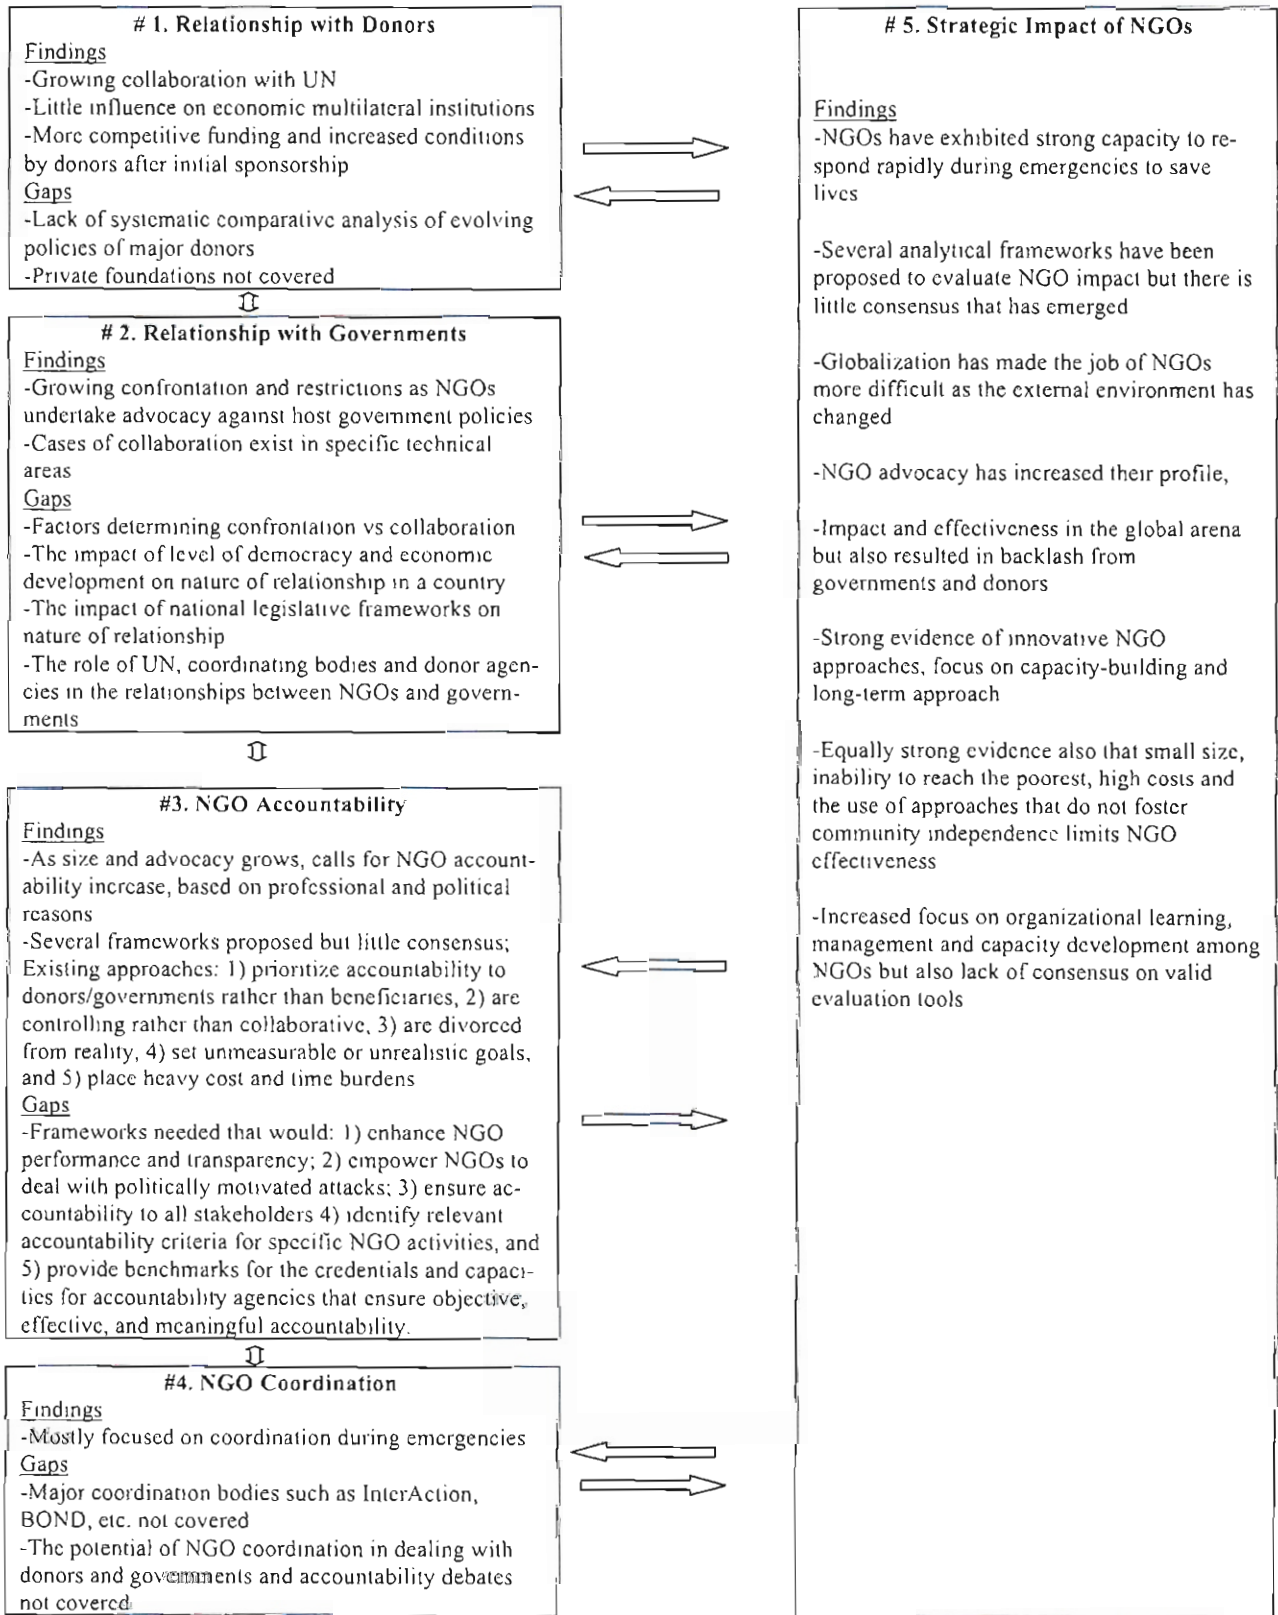 # 1. Relationship with Donors
Findings
-Growing collaboration with UN
-Little influence on economic multilateral institutions
-More competitive funding and increased conditions
by donors after initial sponsorship
Gaps
-Lack of systematic comparative analysis of evolving
policies of major donors
-Private foundations not covered
# 2. Relationship with Governments
Findings
-Growing confrontation and restrictions as NGOs
undertake advocacy against host government policies
-Cases of collaboration exist in specific technical
areas
Gaps
-Factors determining confrontation vs collaboration
-The impact of level of democracy and economic
development on nature of relationship in a country
-The impact of national legislative frameworks on
nature of relationship
-The role of UN, coordinating bodies and donor agen-
cies in the relationships between NGOs and govern-
ments
#3. NGO Accountability
Findings
-As size and advocacy grows, calls for NGO account-
ability increase, based on professional and political
reasons
-Several frameworks proposed but little consensus;
Existing approaches: 1) prioritize accountability to
donors/governments rather than beneficiaries, 2) are
controlling rather than collaborative, 3) are divorced
from reality, 4) set unmeasurable or unrealistic goals,
and 5) place heavy cost and time burdens
Gaps
-Frameworks needed that would: 1) enhance NGO
performance and transparency; 2) empower NGOs to
deal with politically motivated attacks; 3) ensure ac-
countability to all stakeholders 4) identify relevant
accountability criteria for specific NGO activities, and
5) provide benchmarks for the credentials and capaci-
ties for accountability agencies that ensure objective,
effective, and meaningful accountability.
#4. NGO Coordination
Findings
-Mostly focused on coordination during emergencies
Gaps
-Major coordination bodies such as InterAction,
BOND, etc. not covered
-The potential of NGO coordination in dealing with
donors and governments and accountability debates
not covered
# 5. Strategic Impact of NGOs
Findings
-NGOs have exhibited strong capacity to re-
spond rapidly during emergencies to save
lives
-Several analytical frameworks have been
proposed to evaluate NGO impact but there is
little consensus that has emerged
-Globalization has made the job of NGOs
more difficult as the external environment has
changed
-NGO advocacy has increased their profile,
-Impact and effectiveness in the global arena
but also resulted in backlash from
governments and donors
-Strong evidence of innovative NGO
approaches, focus on capacity-building and
long-term approach
-Equally strong evidence also that small size,
inability to reach the poorest, high costs and
the use of approaches that do not foster
community independence limits NGO
effectiveness
-Increased focus on organizational learning,
management and capacity development among
NGOs but also lack of consensus on valid
evaluation tools